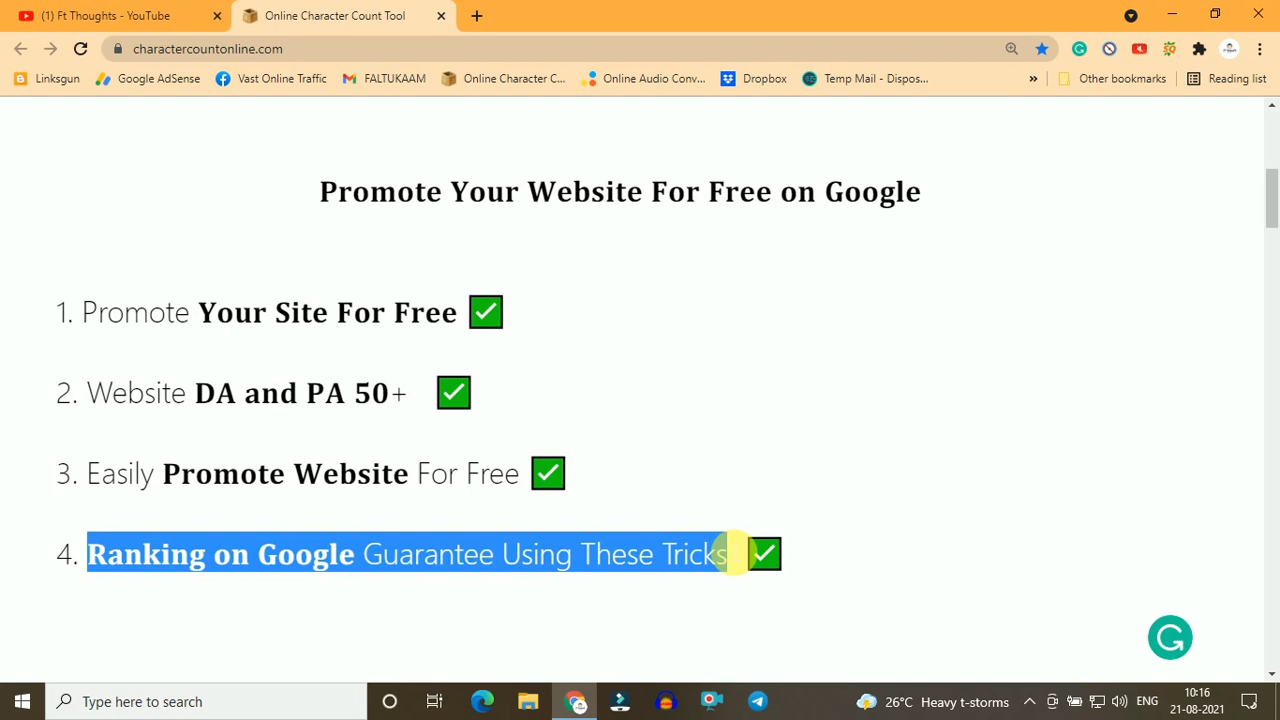 (1) Ft Thoughts - YouTube
Online Character Count Tool
charactercountonline.com
Linksgun
Google AdSense
Vast Online Traffic
FALTUKAAM
Online Character C...
Online Audio Conv...
Dropbox
Temp Mail - Dispos...
»
Other bookmarks
Reading list
Promote Your Website For Free on Google
1. Promote Your Site For Free
2. Website DA and PA 50+
3. Easily Promote Website For Free
4. Ranking on Google Guarantee Using These Tricks
Type here to search
26°C Heavy t-storms
ENG
10:16
21-08-2021